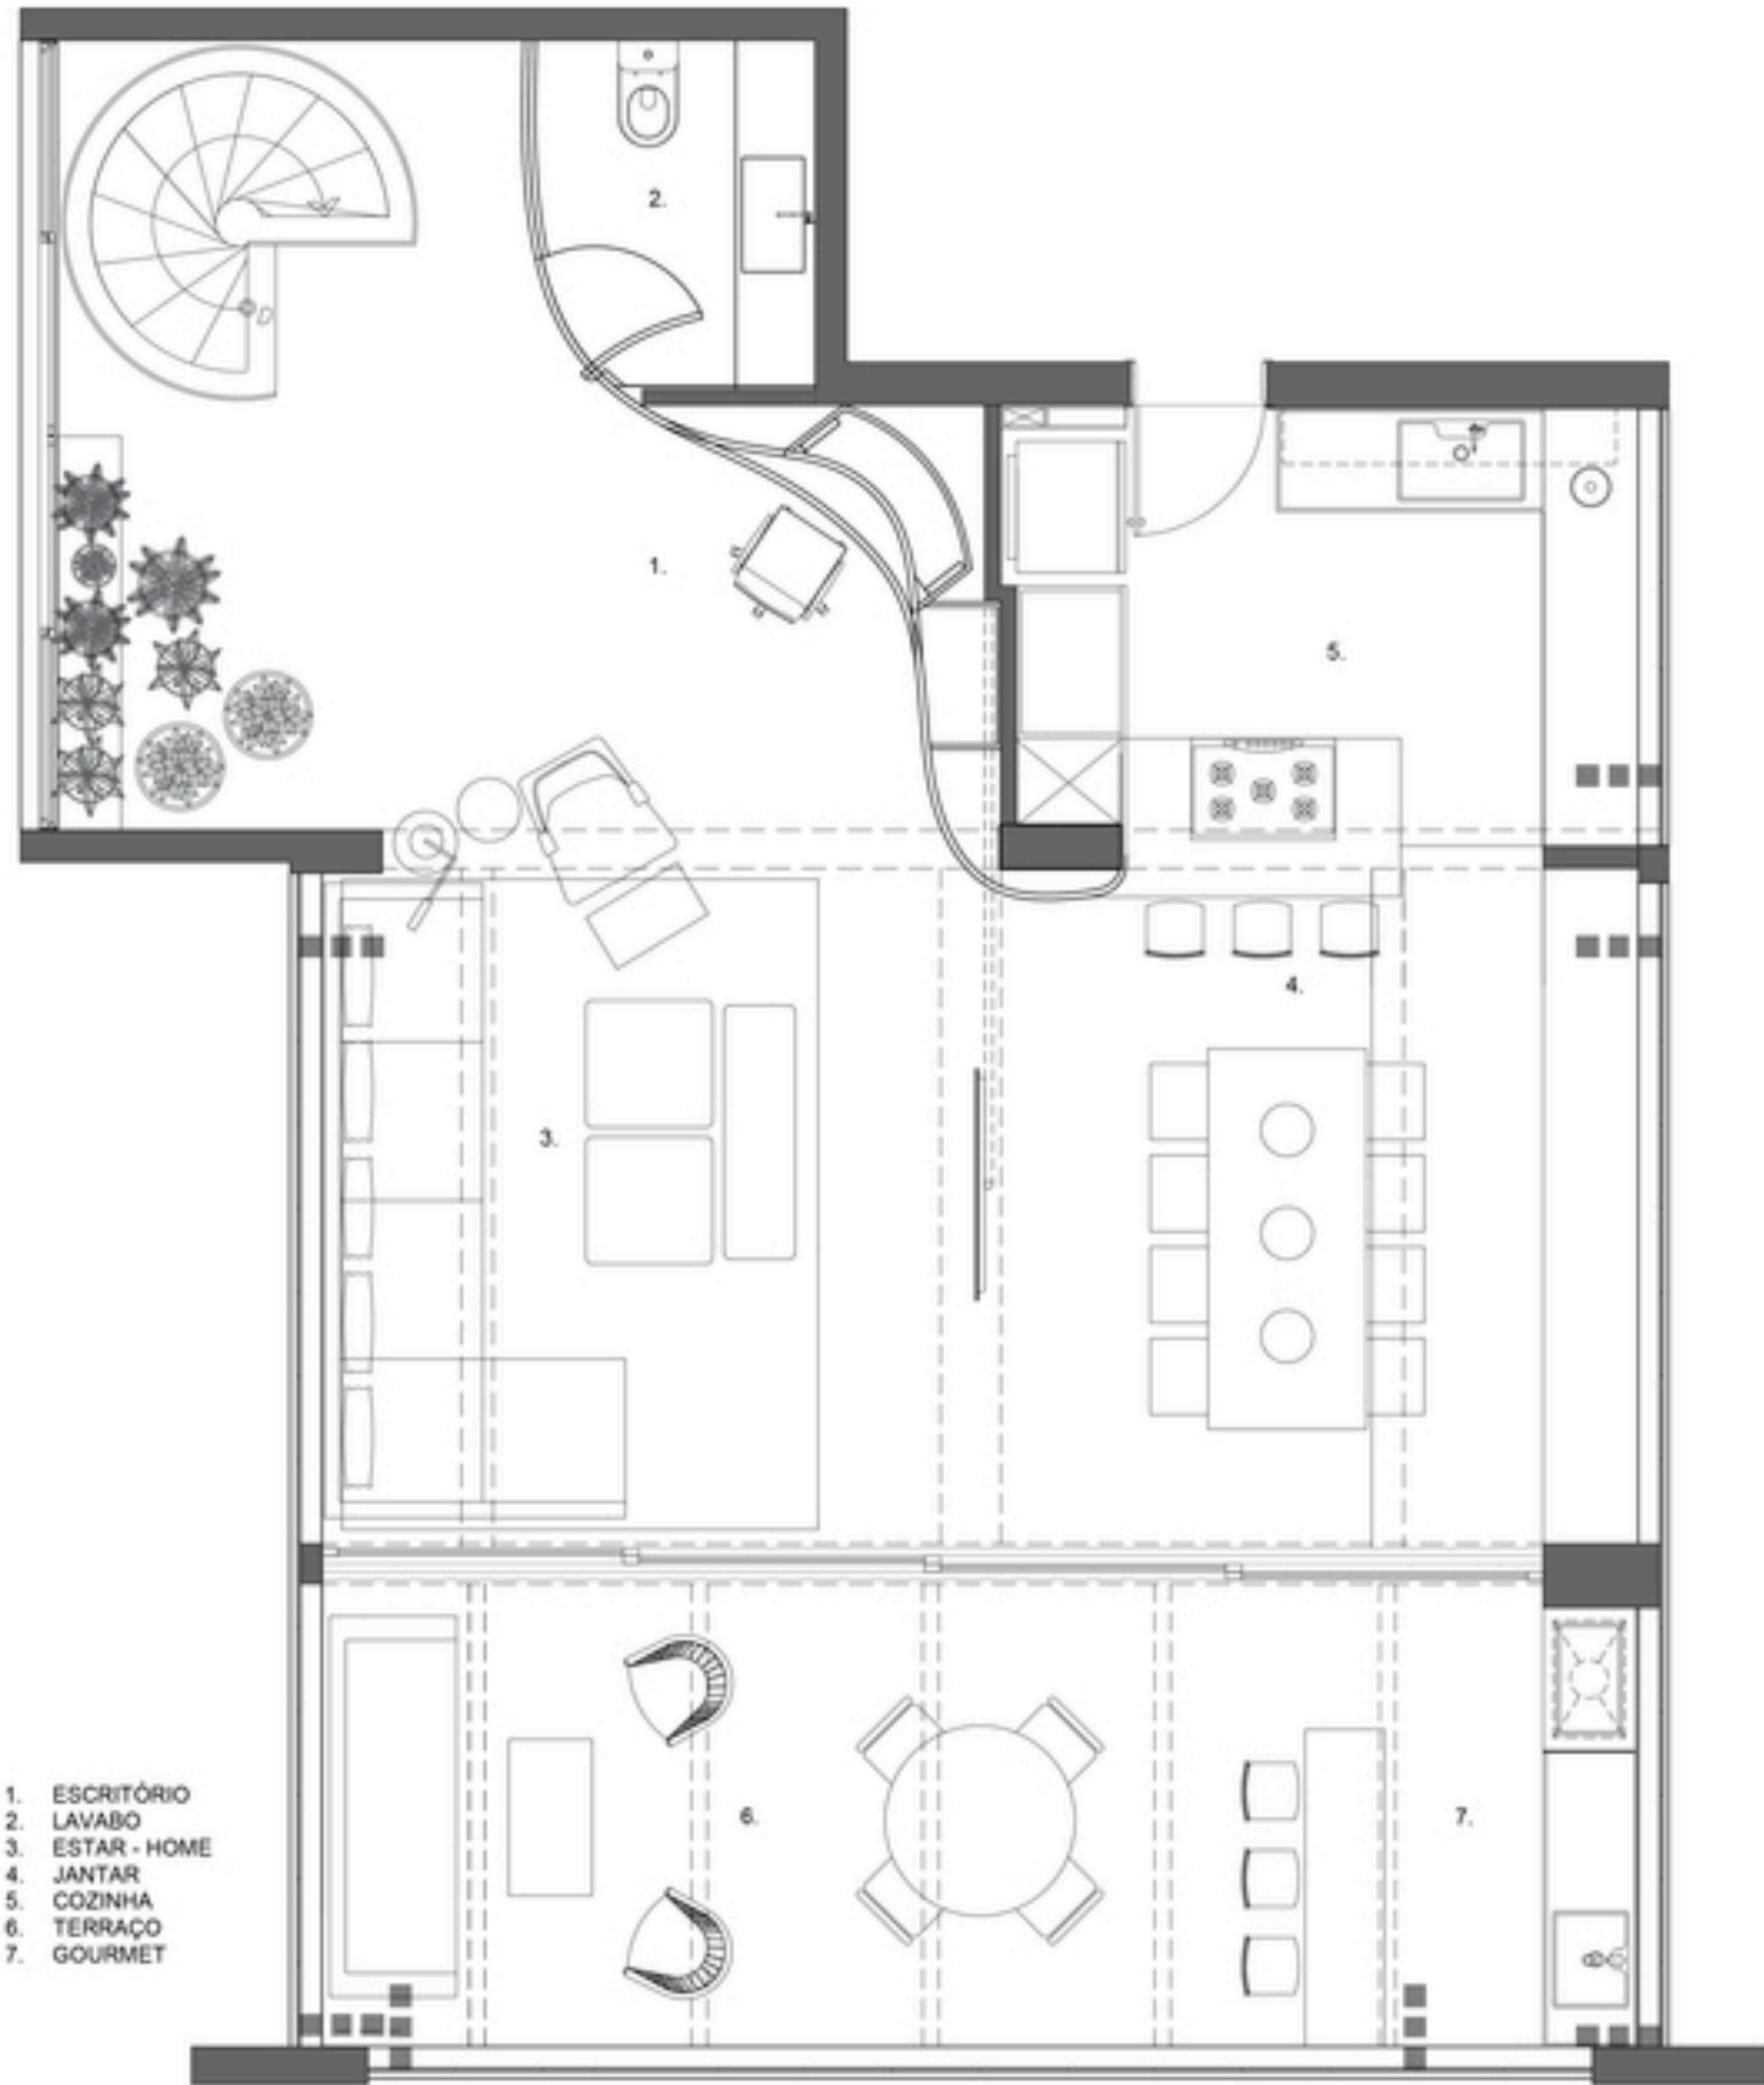 2.
D
1.
5.
4.
3.
6.
7.
1. ESCRITÓRIO
2. LAVABO
3. ESTAR - HOME
4. JANTAR
5. COZINHA
6. TERRAÇO
7. GOURMET